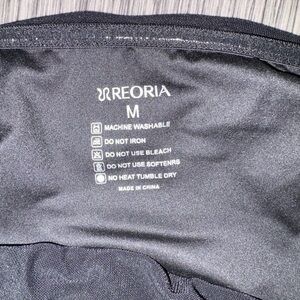 REORIA
M
MACHINE WASHABLE
DO NOT IRON
DO NOT USE BLEACH
DO NOT USE SOFTENRS
NO HEAT TUMBLE DRY
MADE IN CHINA